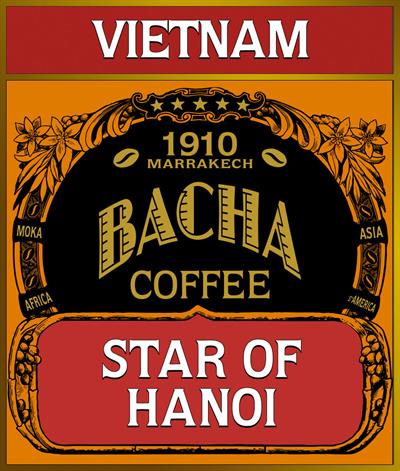 VIETNAM
1910
MARRAKECH
BACHA
COFFEE
MOKA
ASIA
AFRICA
S.AMERICA
STAR OF
HANOI